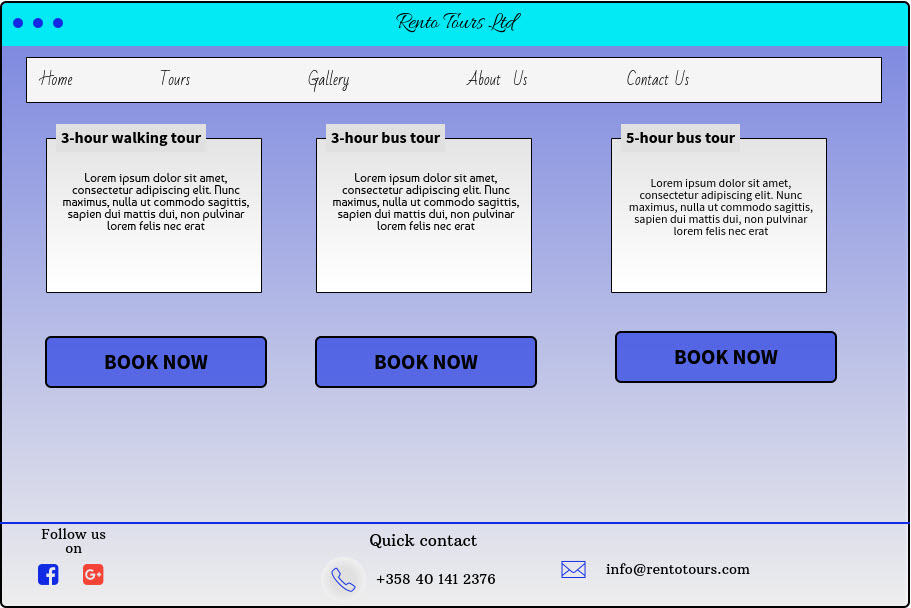 Rento Tours Ltd
Home Tours Gallery About Us Contact Us
3-hour walking tour
Lorem ipsum dolor sit amet,
consectetur adipiscing elit. Nunc
maximus, nulla ut commodo sagittis,
sapien dui mattis dui, non pulvinar
lorem felis nec erat
BOOK NOW
3-hour bus tour
Lorem ipsum dolor sit amet,
consectetur adipiscing elit. Nunc
maximus, nulla ut commodo sagittis,
sapien dui mattis dui, non pulvinar
lorem felis nec erat
BOOK NOW
5-hour bus tour
Lorem ipsum dolor sit amet,
consectetur adipiscing elit. Nunc
maximus, nulla ut commodo sagittis,
sapien dui mattis dui, non pulvinar
lorem felis nec erat
BOOK NOW
Follow us
on
G+
Quick contact
+358 40 141 2376
info@rentotours.com